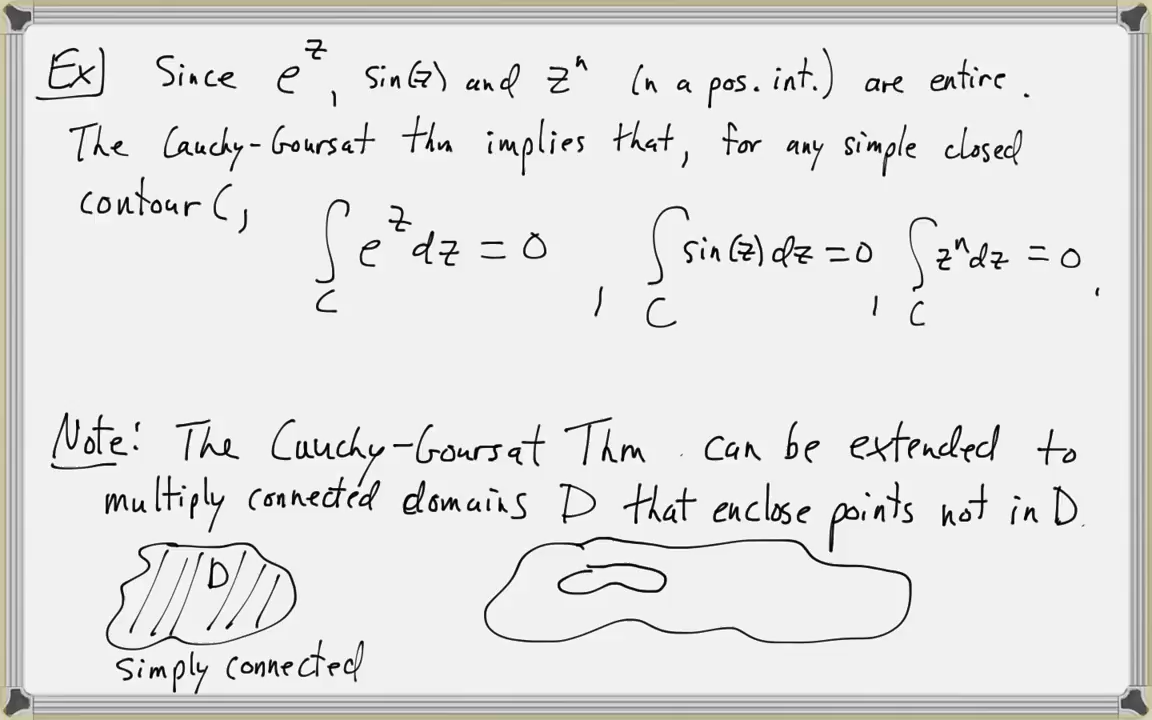 Ex Since e^z, sin(z) and z^n (n a pos. int.) are entire.
The Cauchy-Goursat thm implies that, for any simple closed
contour C,
∫_C e^z dz = 0, ∫_C sin(z) dz = 0, ∫_C z^n dz = 0.
Note: The Cauchy-Goursat Thm can be extended to
multiply connected domains D that enclose points not in D.
D
simply connected